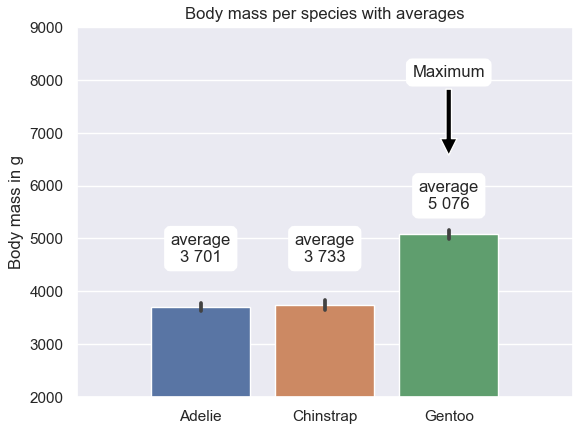 Body mass per species with averages
Body mass in g
9000
8000
7000
6000
5000
4000
3000
2000
Maximum
average
5 076
average
3 701
average
3 733
Adelie
Chinstrap
Gentoo